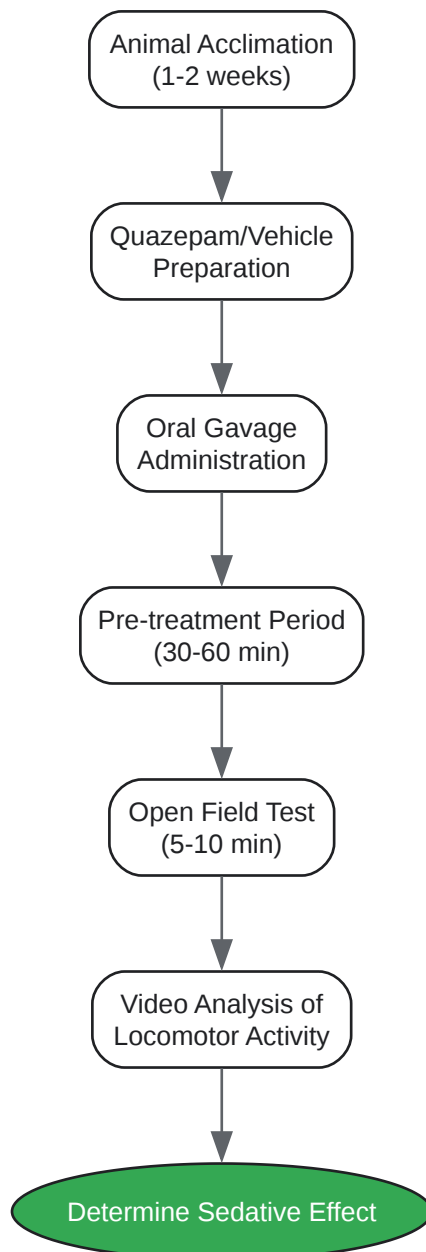 Animal Acclimation
(1-2 weeks)
Quazepam/Vehicle
Preparation
Oral Gavage
Administration
Pre-treatment Period
(30-60 min)
Open Field Test
(5-10 min)
Video Analysis of
Locomotor Activity
Determine Sedative Effect